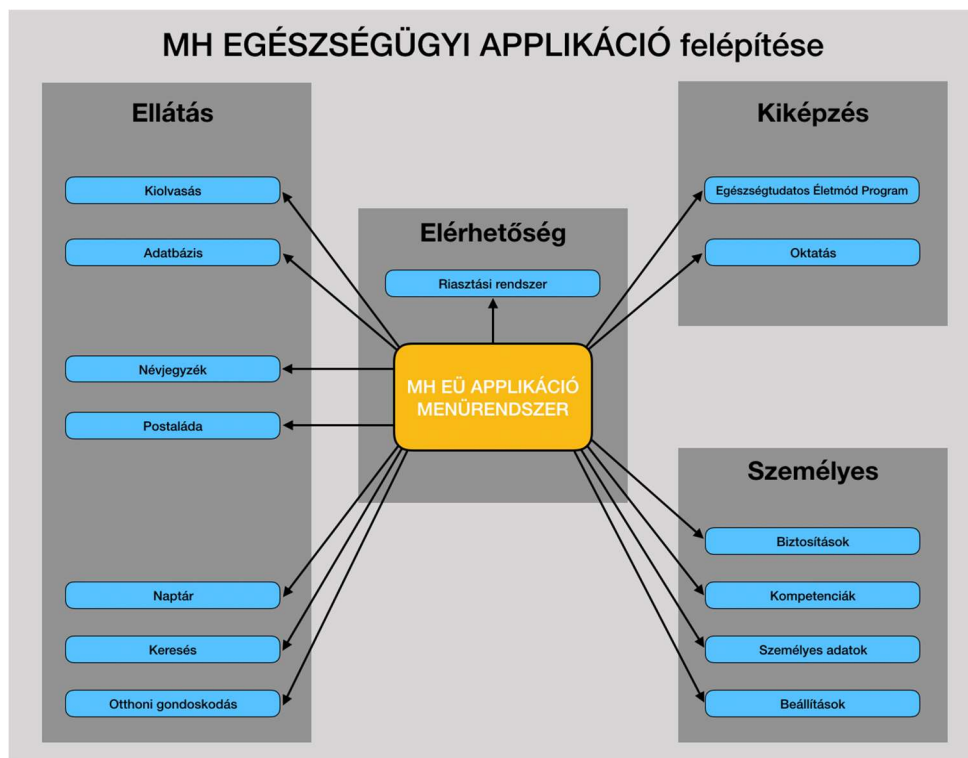 MH EGÉSZSÉGÜGYI APPLIKÁCIÓ felépítése
Ellátás
Kiolvasás
Adatbázis
Névjegyzék
Postaláda
Naptár
Keresés
Otthoni gondoskodás
Elérhetőség
Riasztási rendszer
MH EÜ APPLIKÁCIÓ
MENÜRENDSZER
Kiképzés
Egészségtudatos Életmód Program
Oktatás
Személyes
Biztosítások
Kompetenciák
Személyes adatok
Beállítások